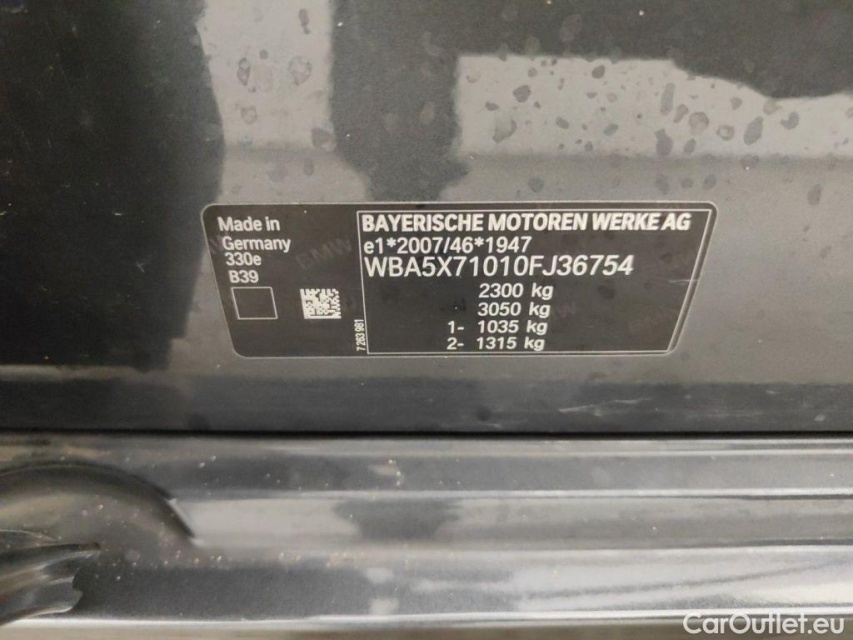 Made in
Germany
330e
B39
7 263 981
BAYERISCHE MOTOREN WERKE AG
e1*2007/46*1947
WBA5X71010FJ36754
2300 kg
3050 kg
1- 1035 kg
2- 1315 kg
CarOutlet.eu